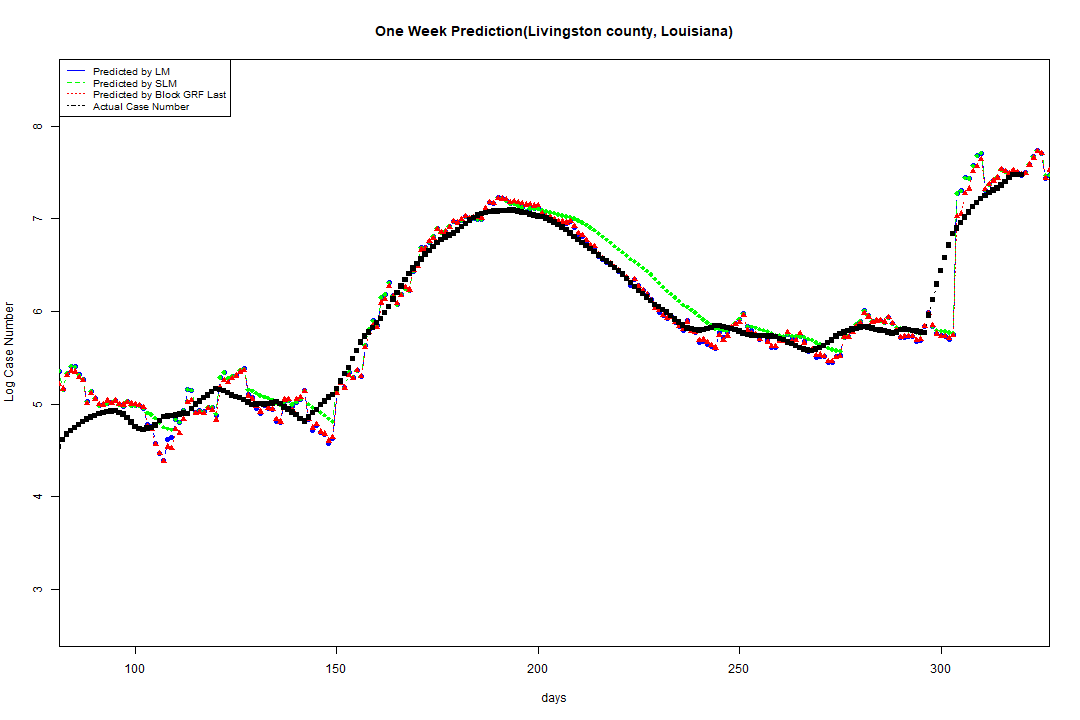 One Week Prediction(Livingston county, Louisiana)
Predicted by LM
Predicted by SLM
Predicted by Block GRF Last
Actual Case Number
Log Case Number
8
7
6
5
4
3
100 150 200 250 300
days